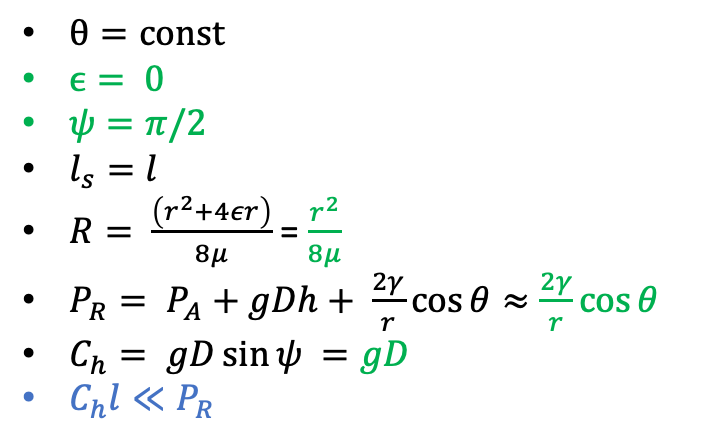 • θ = const
• ϵ = 0
• ψ = π/2
• lₛ = l
• R = (r²+4ϵr)/8μ = r²/8μ
• P_R = P_A + gDh + 2γ/r cos θ ≈ 2γ/r cos θ
• C_h = gD sin ψ = gD
• C_h l ≪ P_R